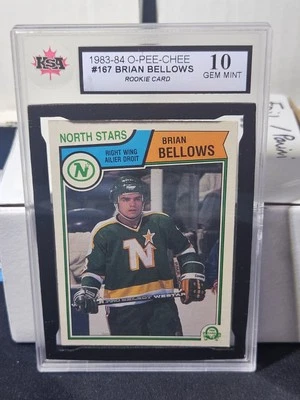 KSA
1983-84 O-PEE-CHEE
#167 BRIAN BELLOWS
ROOKIE CARD
10
GEM MINT
NORTH STARS
RIGHT WING
AILIER DROIT
BRIAN
BELLOWS
N
N